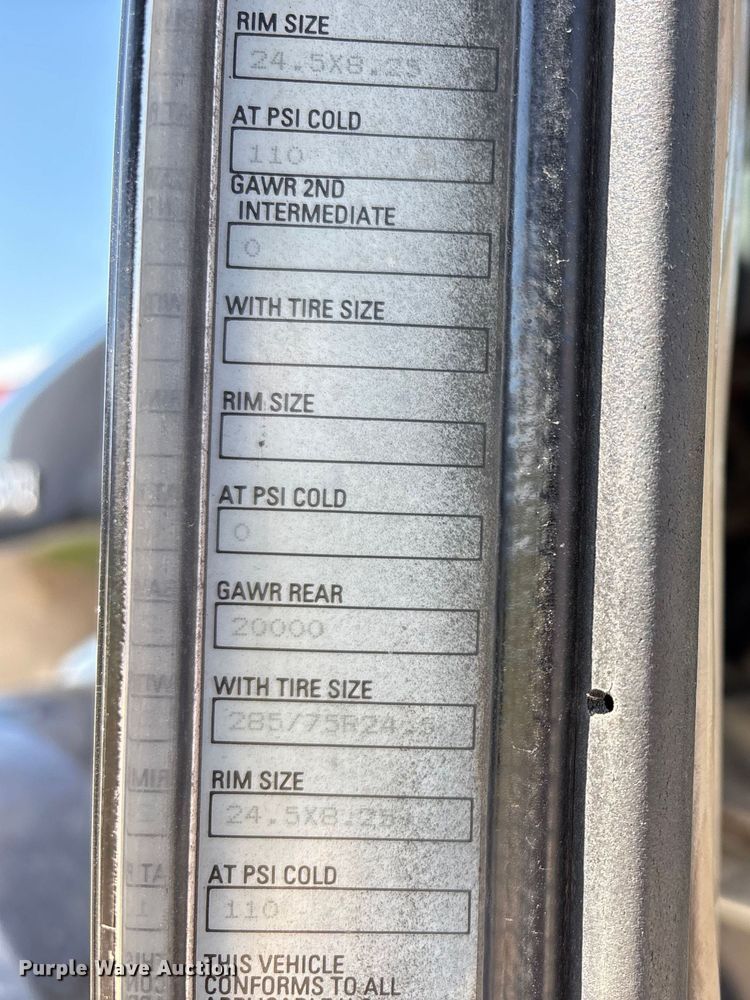 RIM SIZE
24.5X8.25
AT PSI COLD
110
GAWR 2ND
INTERMEDIATE
0
WITH TIRE SIZE
RIM SIZE
AT PSI COLD
0
GAWR REAR
20000
WITH TIRE SIZE
285/75R24.5
RIM SIZE
24.5X8.25
AT PSI COLD
110
THIS VEHICLE
CONFORMS TO ALL
Purple Wave Auction